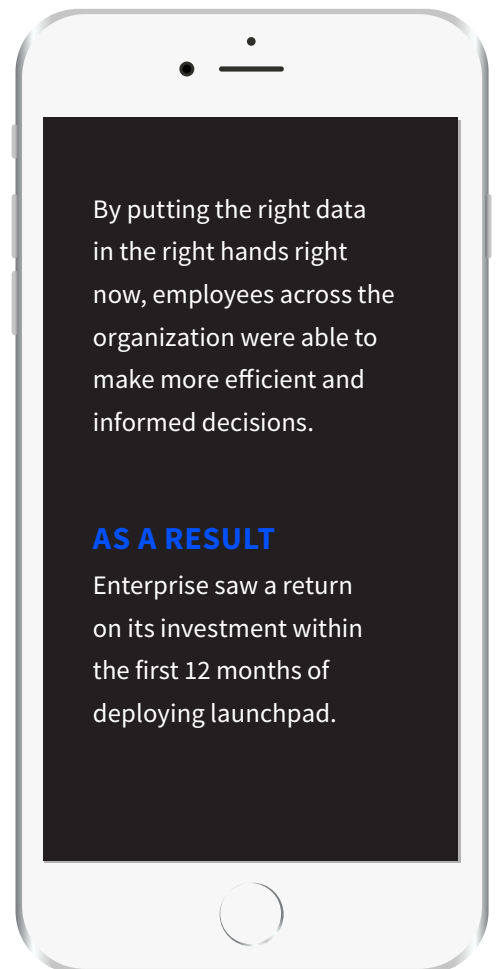 By putting the right data
in the right hands right
now, employees across the
organization were able to
make more efficient and
informed decisions.
AS A RESULT
Enterprise saw a return
on its investment within
the first 12 months of
deploying launchpad.